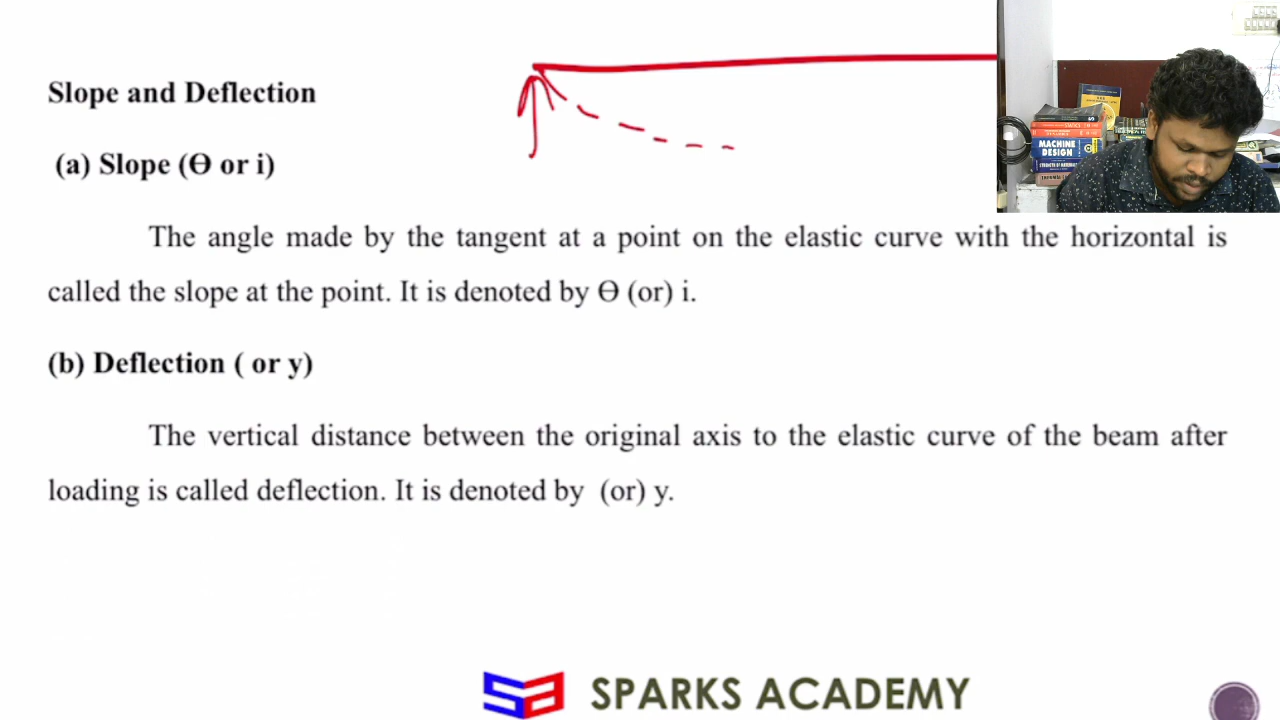 Slope and Deflection
(a) Slope (Ɵ or i)
The angle made by the tangent at a point on the elastic curve with the horizontal is
called the slope at the point. It is denoted by Ɵ (or) i.
(b) Deflection ( or y)
The vertical distance between the original axis to the elastic curve of the beam after
loading is called deflection. It is denoted by  (or) y.
MACHINE
DESIGN
SPARKS ACADEMY